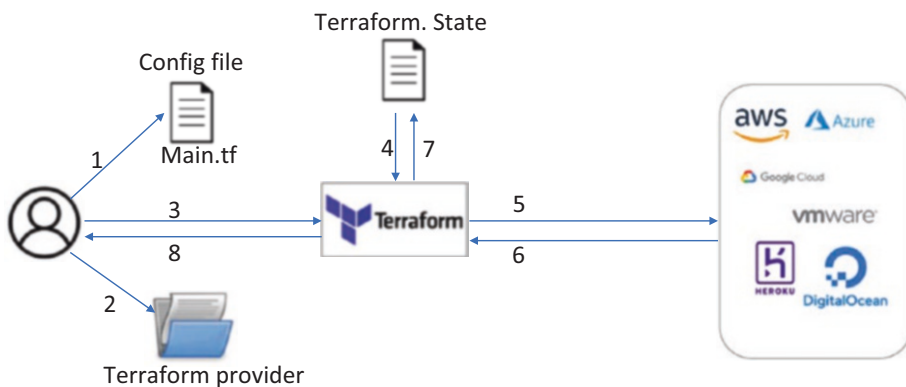 Terraform. State
Config file
Main.tf
1
4
7
3
Terraform
5
8
6
2
Terraform provider
aws
Azure
Google Cloud
vmware
HEROKU
DigitalOcean